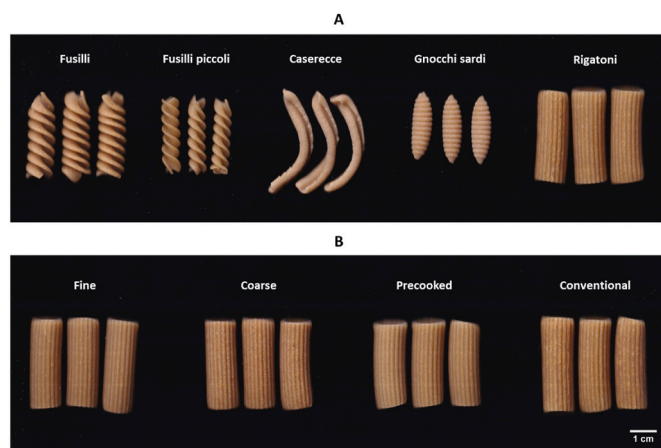 A
Fusilli
Fusilli piccoli
Caserecce
Gnocchi sardi
Rigatoni
B
Fine
Coarse
Precooked
Conventional
1 cm